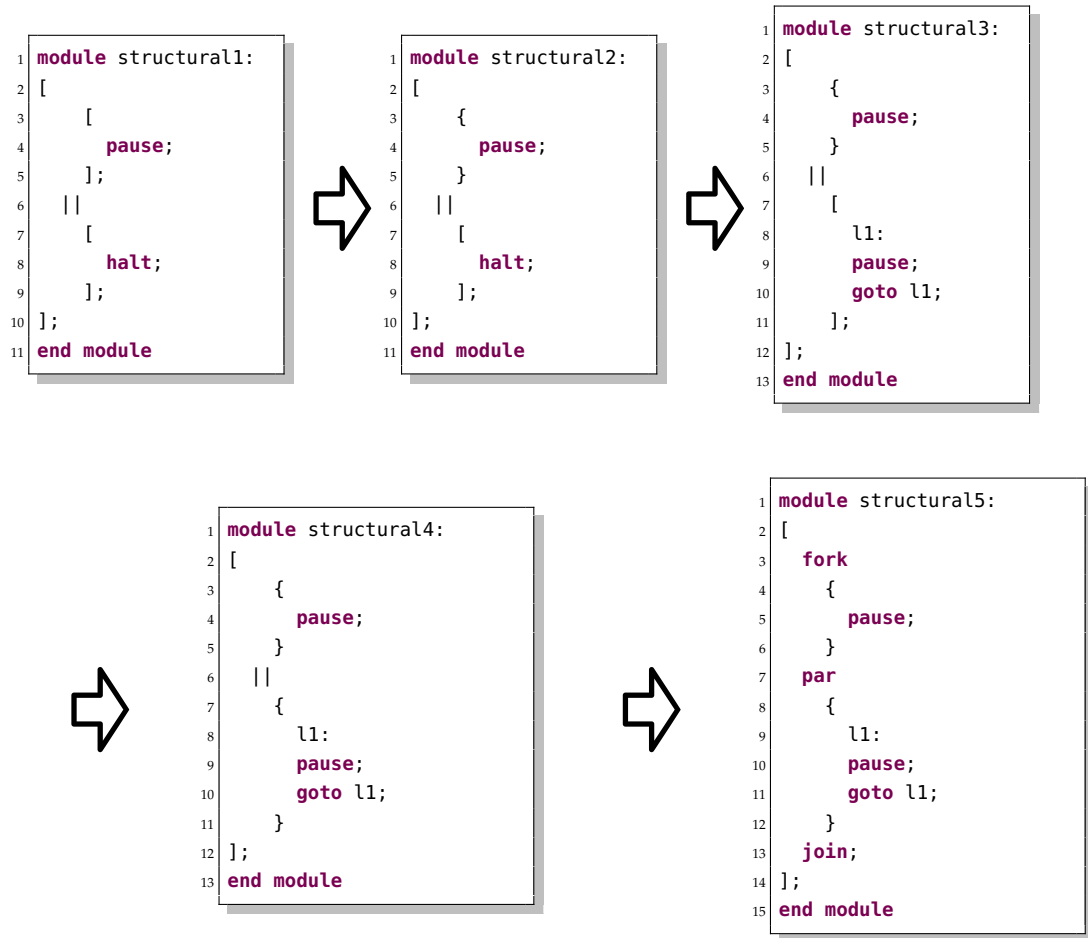 1 module structural1:
2 [
3 [
4 pause;
5 ];
6 ||
7 [
8 halt;
9 ];
10 ];
11 end module
1 module structural2:
2 [
3 {
4 pause;
5 }
6 ||
7 [
8 halt;
9 ];
10 ];
11 end module
1 module structural3:
2 [
3 {
4 pause;
5 }
6 ||
7 [
8 l1:
9 pause;
10 goto l1;
11 ];
12 ];
13 end module
1 module structural4:
2 [
3 {
4 pause;
5 }
6 ||
7 {
8 l1:
9 pause;
10 goto l1;
11 }
12 ];
13 end module
1 module structural5:
2 [
3 fork
4 {
5 pause;
6 }
7 par
8 {
9 l1:
10 pause;
11 goto l1;
12 }
13 join;
14 ];
15 end module